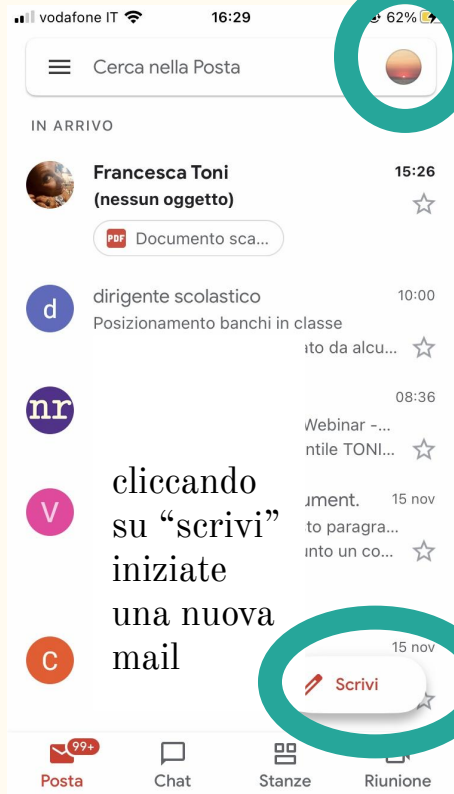 vodafone IT 16:29 62%
Cerca nella Posta
IN ARRIVO
Francesca Toni 15:26
(nessun oggetto)
PDF Documento sca...
d dirigente scolastico 10:00
Posizionamento banchi in classe
ato da alcu...
nr 08:36
Webinar -...
ntile TONI...
V ument. 15 nov
to paragra...
unto un co...
cliccando
su “scrivi”
iniziate
una nuova
mail
C 15 nov
Scrivi
99+
Posta Chat Stanze Riunione